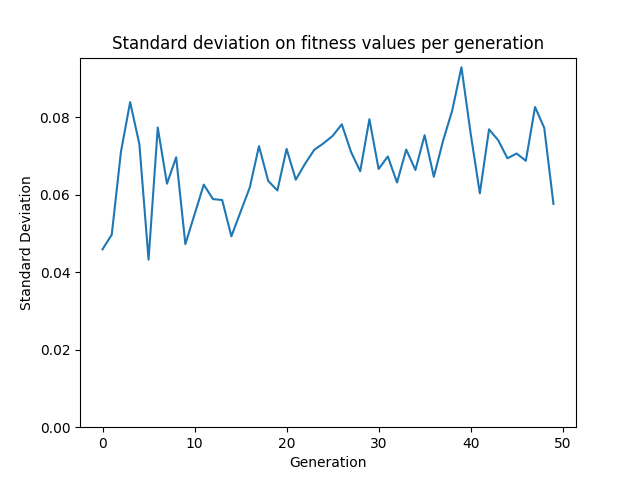 Standard deviation on fitness values per generation
Standard Deviation
0.08
0.06
0.04
0.02
0.00
0 10 20 30 40 50
Generation